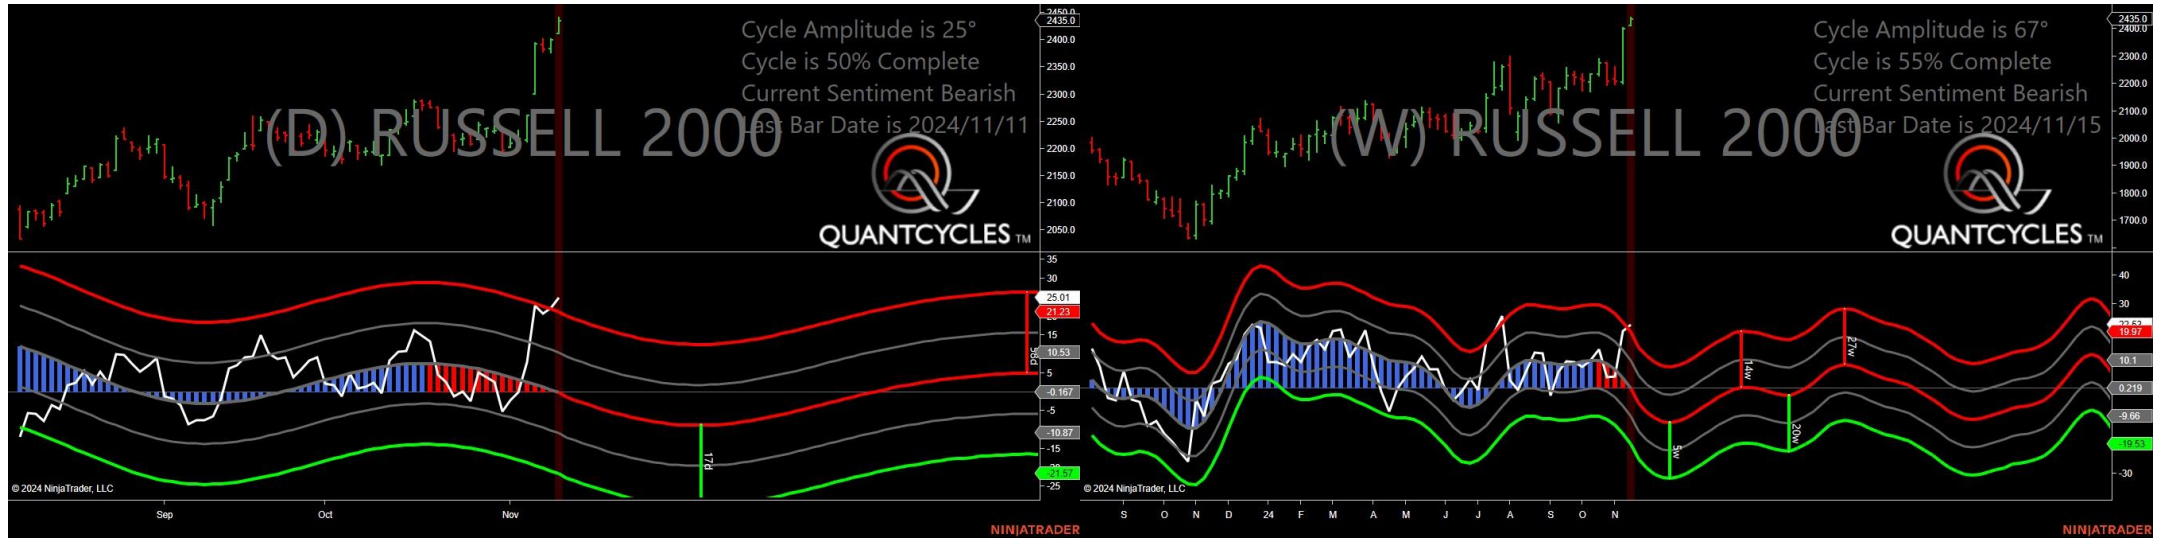 Cycle Amplitude is 25°
Cycle is 50% Complete
Current Sentiment Bearish
Last Bar Date is 2024/11/11
(D) RUSSELL 2000
QUANTCYCLES TM
2450.0
2435.0
2400.0
2350.0
2300.0
2250.0
2200.0
2150.0
2100.0
2050.0
35
30
25.01
21.23
15
10.53
96d
5
-0.167
-5
-10.87
-15
-21.57
-25
17d
© 2024 NinjaTrader, LLC
Sep
Oct
Nov
NINJATRADER
Cycle Amplitude is 67°
Cycle is 55% Complete
Current Sentiment Bearish
Last Bar Date is 2024/11/15
(W) RUSSELL 2000
QUANTCYCLES TM
2435.0
2400.0
2300.0
2200.0
2100.0
2000.0
1900.0
1800.0
1700.0
40
30
19.97
10.1
0.219
-9.66
-19.53
-30
5w
14w
20w
27w
© 2024 NinjaTrader, LLC
S
O
N
D
24
F
M
A
M
J
J
A
S
O
N
NINJATRADER